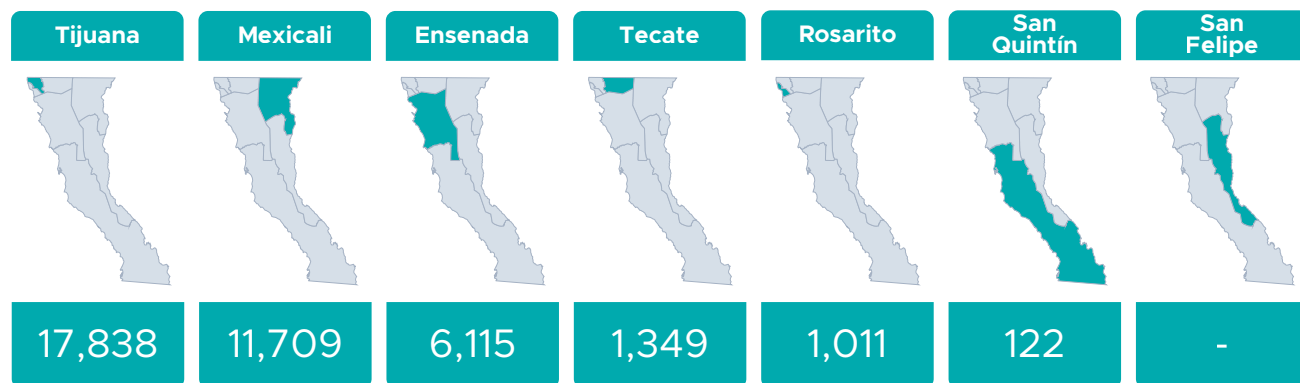 Tijuana
Mexicali
Ensenada
Tecate
Rosarito
San
Quintín
San
Felipe
17,838
11,709
6,115
1,349
1,011
122
-